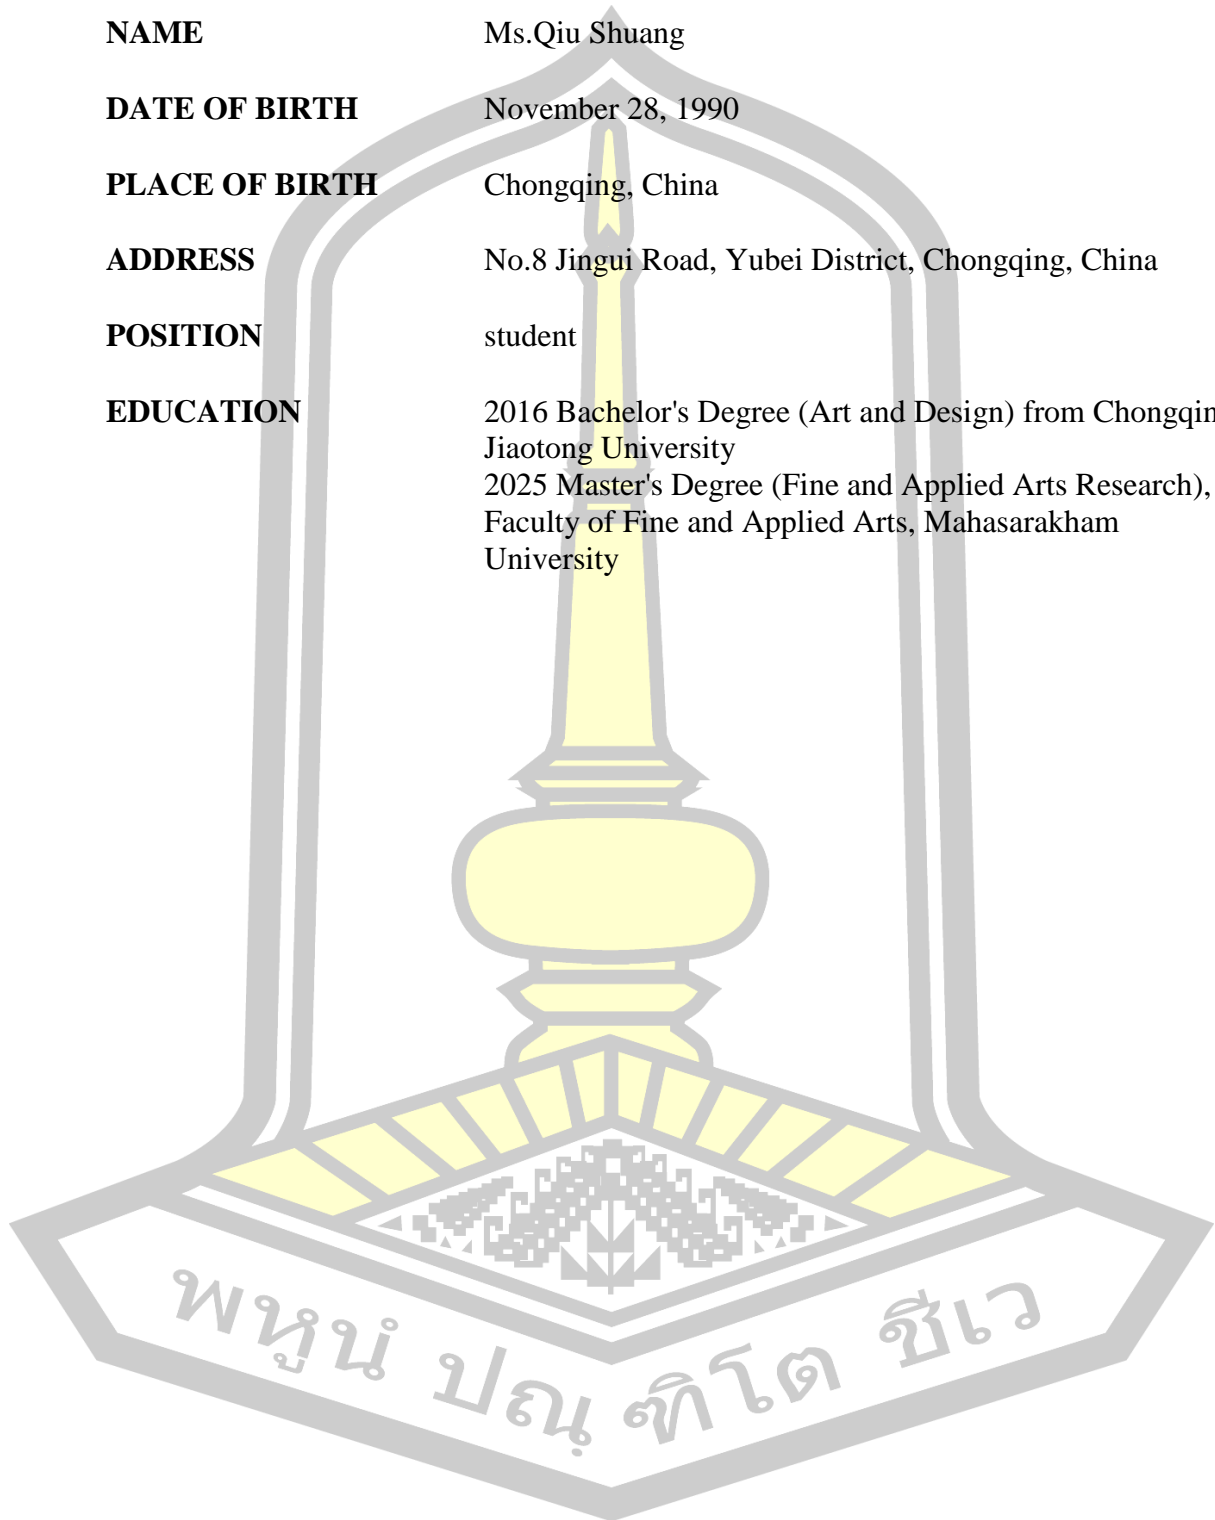 NAME Ms.Qiu Shuang
DATE OF BIRTH November 28, 1990
PLACE OF BIRTH Chongqing, China
ADDRESS No.8 Jingui Road, Yubei District, Chongqing, China
POSITION student
EDUCATION 2016 Bachelor's Degree (Art and Design) from Chongqin
Jiaotong University
2025 Master's Degree (Fine and Applied Arts Research),
Faculty of Fine and Applied Arts, Mahasarakham
University
พหูนํ ปณฺฑิโต ชีเว